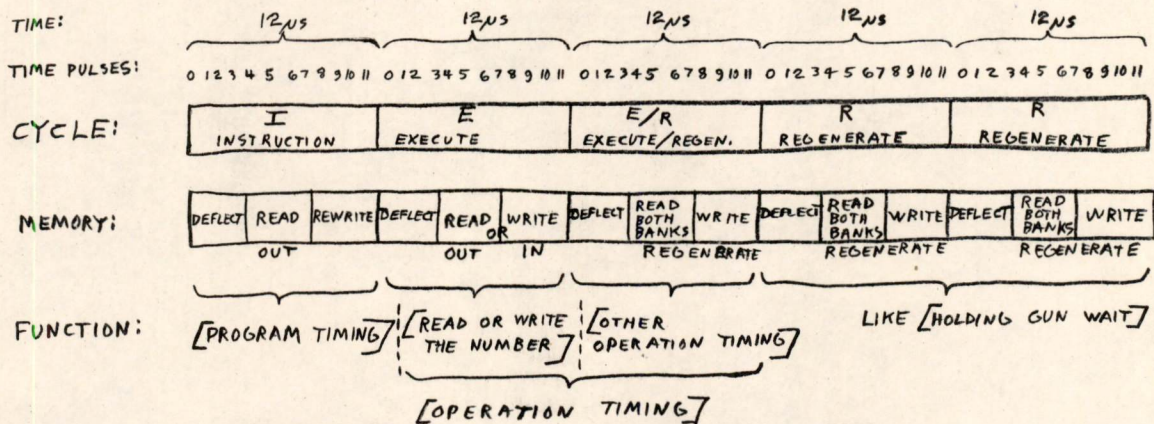 TIME: 12µs 12µs 12µs 12µs 12µs
TIME PULSES: 0 1 2 3 4 5 6 7 8 9 10 11 0 1 2 3 4 5 6 7 8 9 10 11 0 1 2 3 4 5 6 7 8 9 10 11 0 1 2 3 4 5 6 7 8 9 10 11 0 1 2 3 4 5 6 7 8 9 10 11
CYCLE: I E E/R R R
INSTRUCTION EXECUTE EXECUTE/REGEN. REGENERATE REGENERATE
MEMORY: DEFLECT READ REWRITE DEFLECT READ OR WRITE DEFLECT READ BOTH BANKS WRITE DEFLECT READ BOTH BANKS WRITE DEFLECT READ BOTH BANKS WRITE
OUT OUT IN REGENERATE REGENERATE REGENERATE
FUNCTION: [PROGRAM TIMING] [READ OR WRITE THE NUMBER] [OTHER OPERATION TIMING] LIKE [HOLDING GUN WAIT]
[OPERATION TIMING]